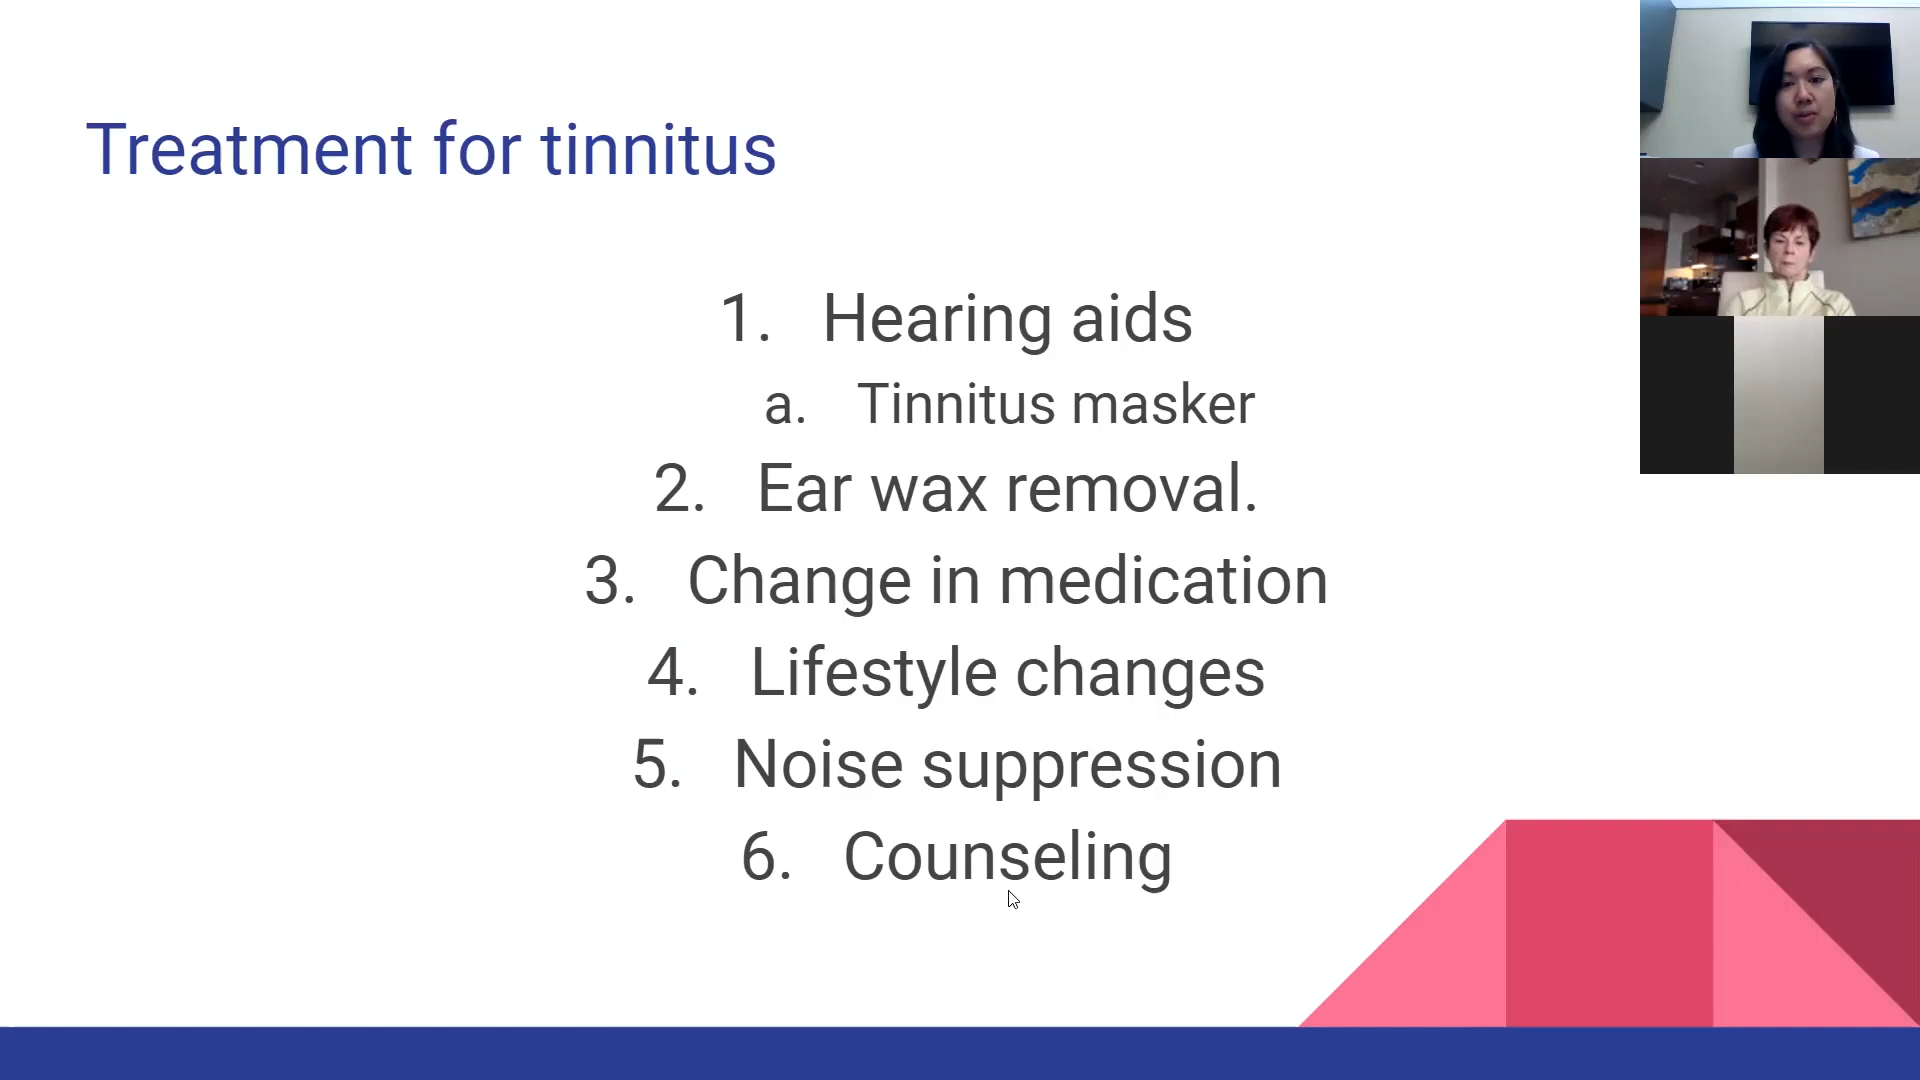 Treatment for tinnitus
1. Hearing aids
a. Tinnitus masker
2. Ear wax removal.
3. Change in medication
4. Lifestyle changes
5. Noise suppression
6. Counseling